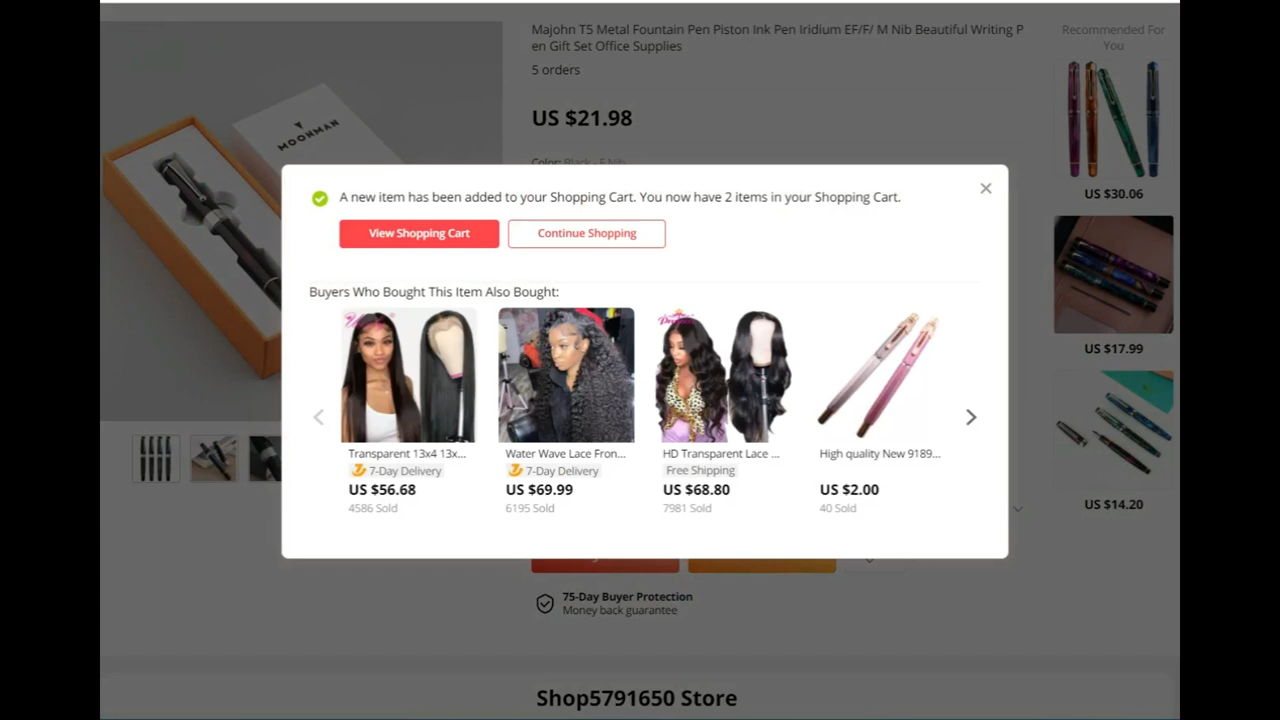 Majohn T5 Metal Fountain Pen Piston Ink Pen Iridium EF/F/ M Nib Beautiful Writing P
en Gift Set Office Supplies
5 orders
US $21.98
Color: Black - F Nib
MOONMAN
Recommended For
You
US $30.06
US $17.99
US $14.20
A new item has been added to your Shopping Cart. You now have 2 items in your Shopping Cart.
View Shopping Cart
Continue Shopping
Buyers Who Bought This Item Also Bought:
Transparent 13x4 13x...
7-Day Delivery
US $56.68
4586 Sold
Water Wave Lace Fron...
7-Day Delivery
US $69.99
6195 Sold
HD Transparent Lace ...
Free Shipping
US $68.80
7981 Sold
High quality New 9189...
US $2.00
40 Sold
75-Day Buyer Protection
Money back guarantee
Shop5791650 Store